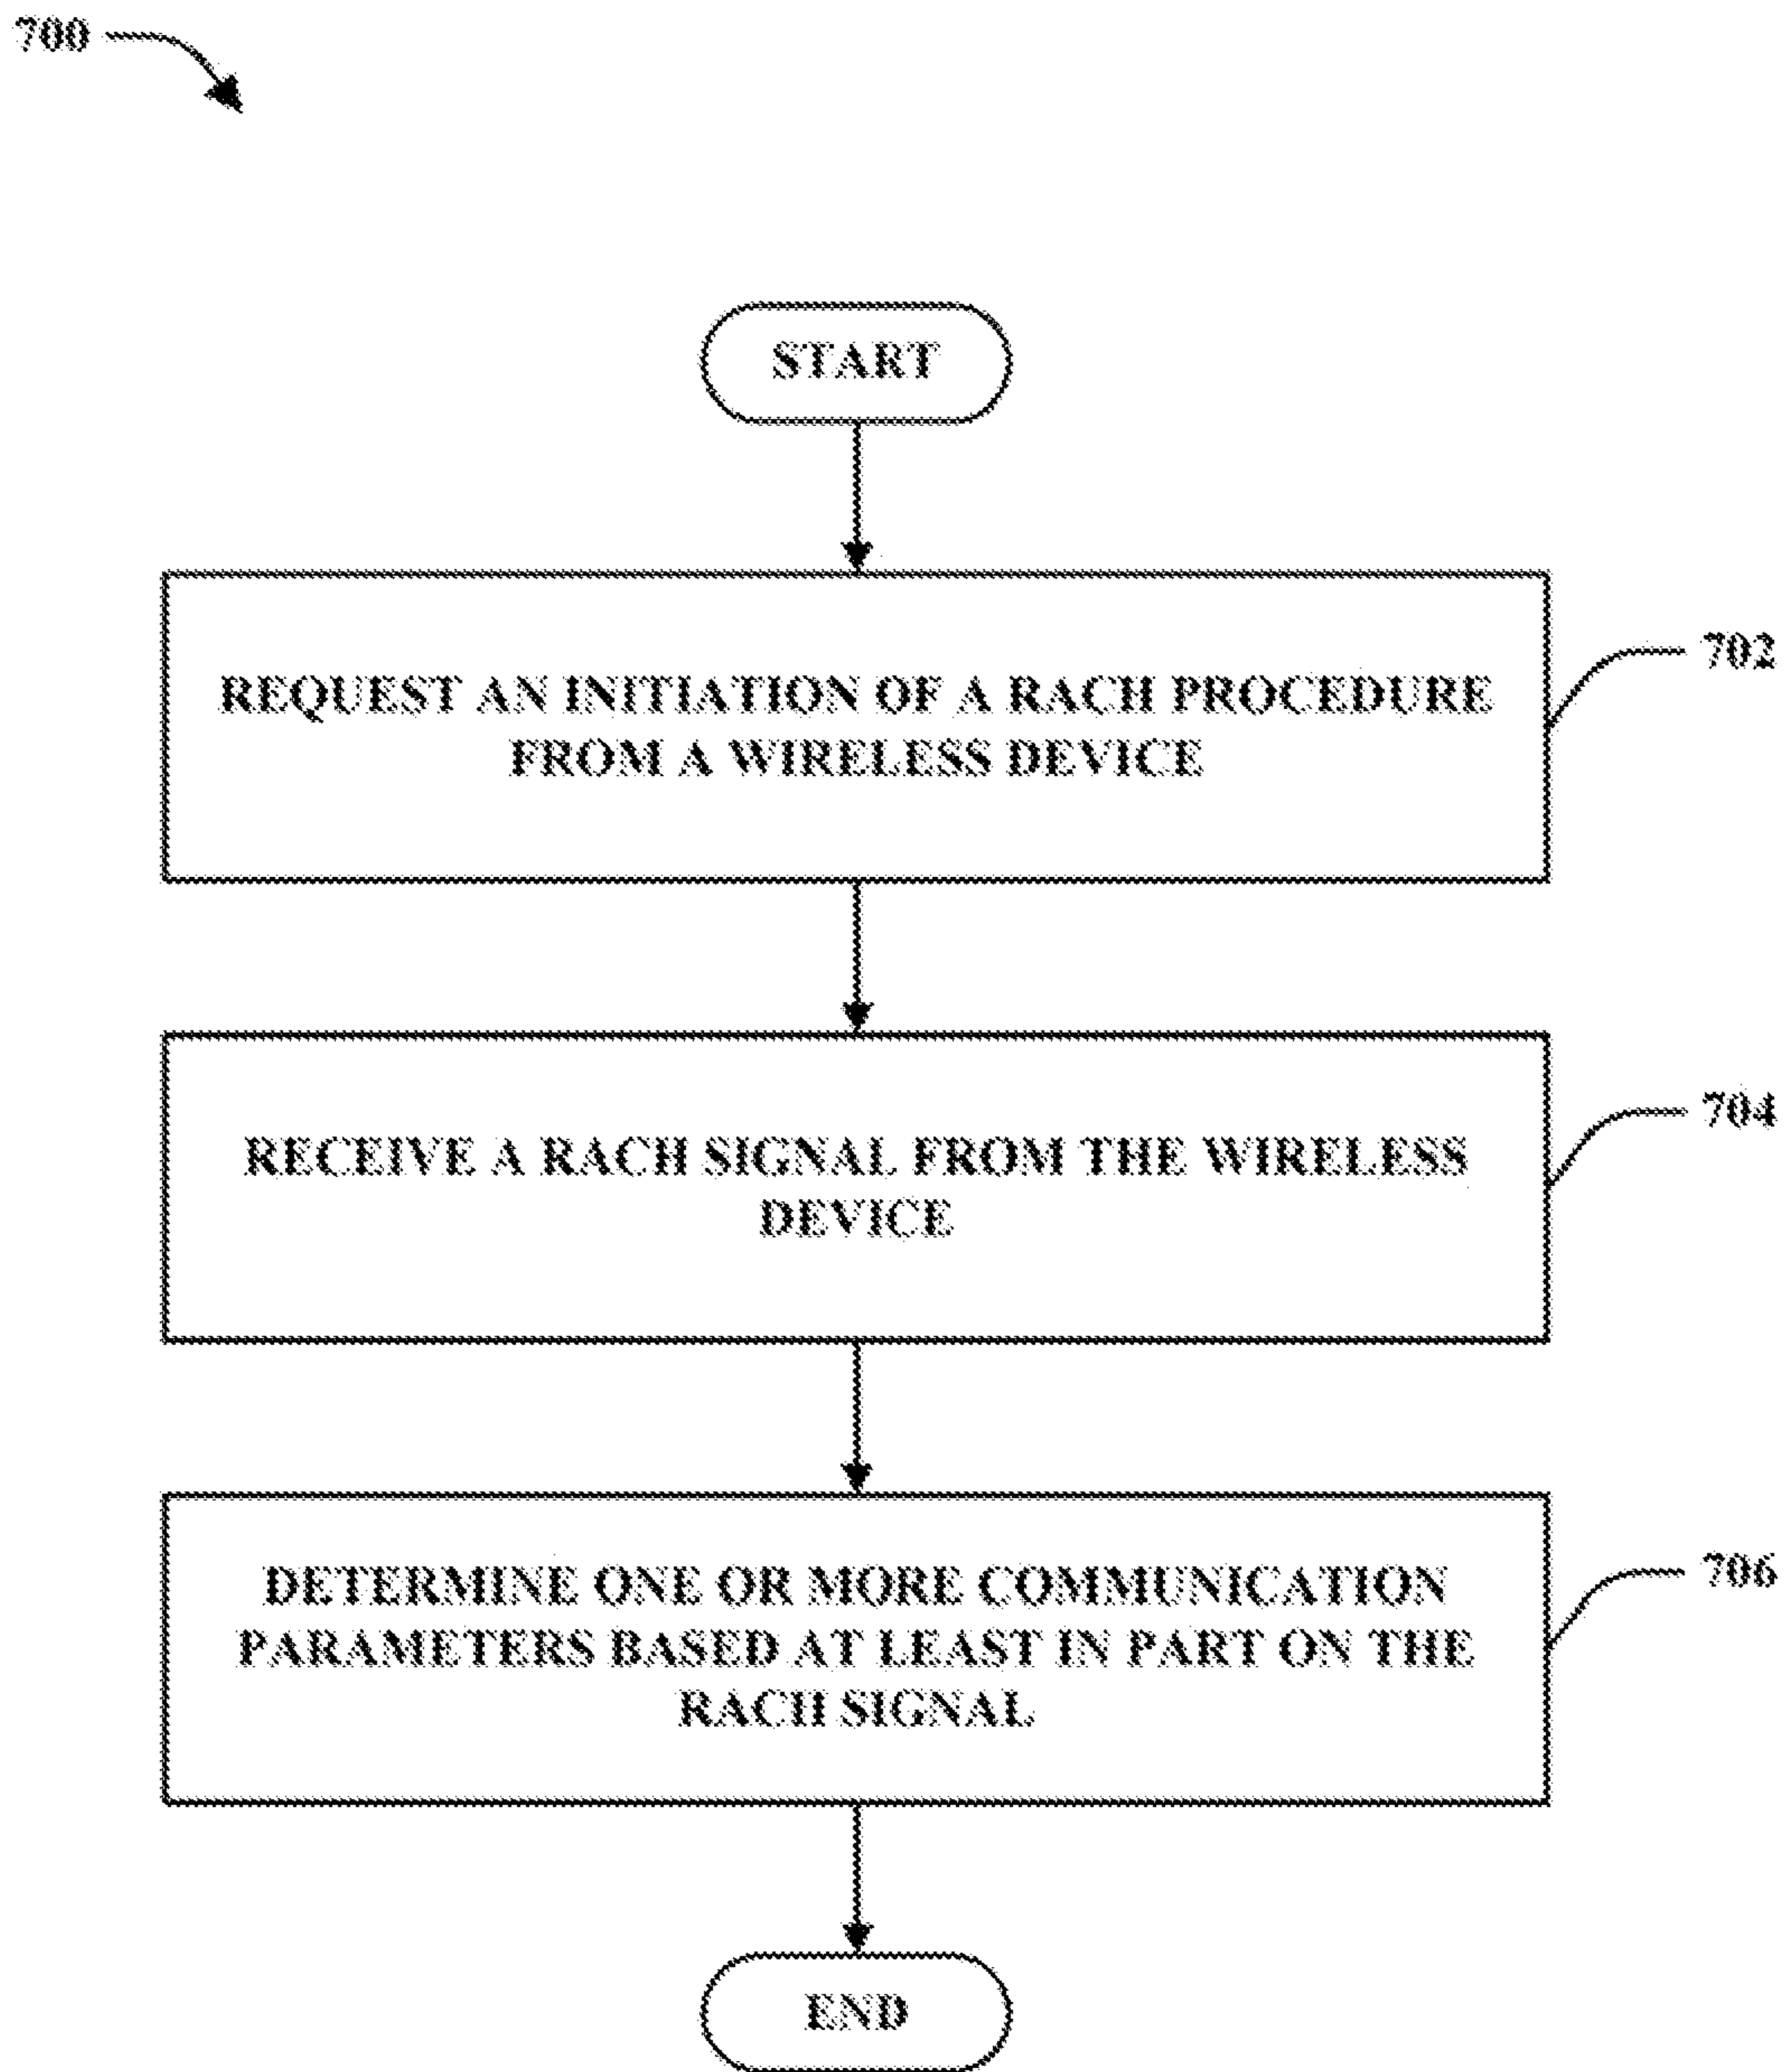 700
START
REQUEST AN INITIATION OF A RACH PROCEDURE
FROM A WIRELESS DEVICE
702
RECEIVE A RACH SIGNAL FROM THE WIRELESS
DEVICE
704
DETERMINE ONE OR MORE COMMUNICATION
PARAMETERS BASED AT LEAST IN PART ON THE
RACH SIGNAL
706
END